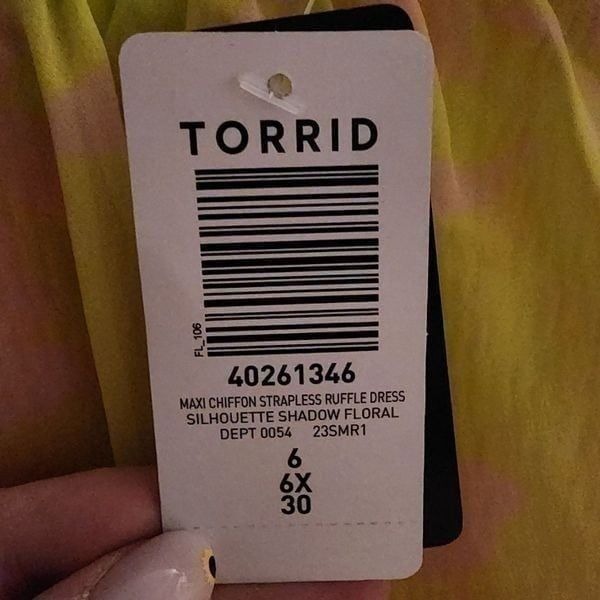 TORRID
FL_106
40261346
MAXI CHIFFON STRAPLESS RUFFLE DRESS
SILHOUETTE SHADOW FLORAL
DEPT 0054 23SMR1
6
6X
30